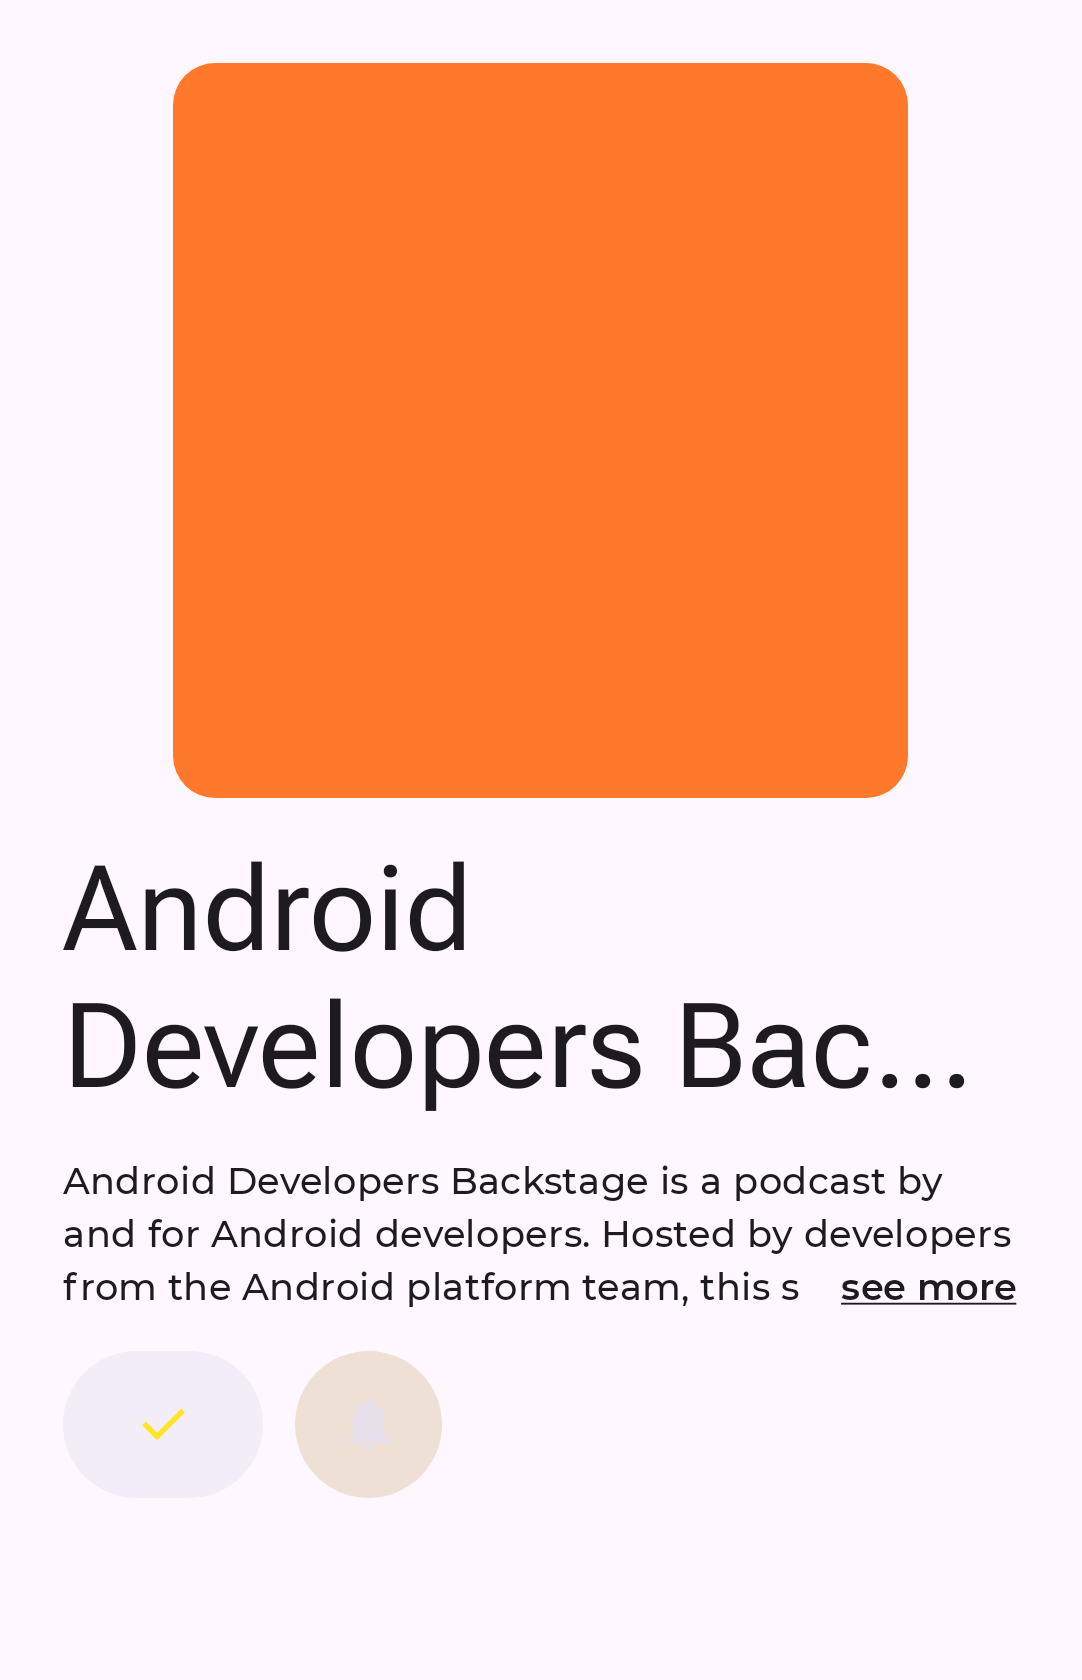 Android
Developers Bac...
Android Developers Backstage is a podcast by
and for Android developers. Hosted by developers
from the Android platform team, this s see more